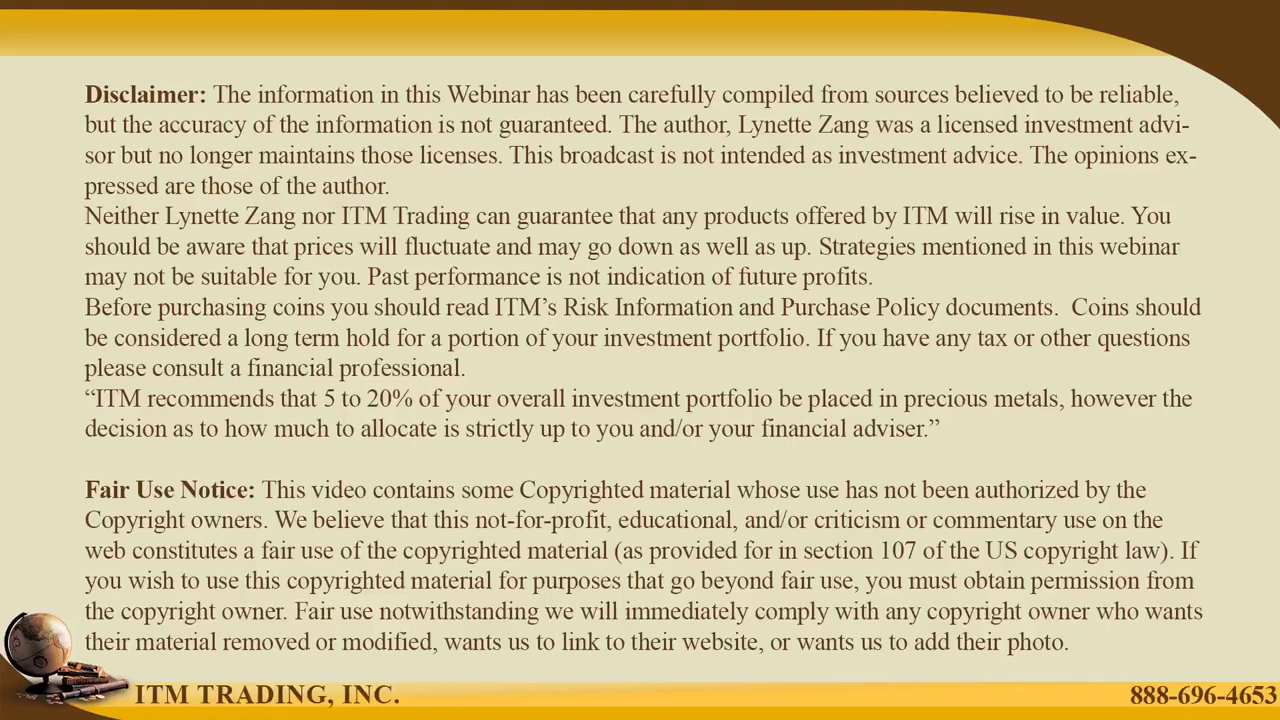 Disclaimer: The information in this Webinar has been carefully compiled from sources believed to be reliable,
but the accuracy of the information is not guaranteed. The author, Lynette Zang was a licensed investment advi-
sor but no longer maintains those licenses. This broadcast is not intended as investment advice. The opinions ex-
pressed are those of the author.
Neither Lynette Zang nor ITM Trading can guarantee that any products offered by ITM will rise in value. You
should be aware that prices will fluctuate and may go down as well as up. Strategies mentioned in this webinar
may not be suitable for you. Past performance is not indication of future profits.
Before purchasing coins you should read ITM’s Risk Information and Purchase Policy documents.  Coins should
be considered a long term hold for a portion of your investment portfolio. If you have any tax or other questions
please consult a financial professional.
“ITM recommends that 5 to 20% of your overall investment portfolio be placed in precious metals, however the
decision as to how much to allocate is strictly up to you and/or your financial adviser.”
Fair Use Notice: This video contains some Copyrighted material whose use has not been authorized by the
Copyright owners. We believe that this not-for-profit, educational, and/or criticism or commentary use on the
web constitutes a fair use of the copyrighted material (as provided for in section 107 of the US copyright law). If
you wish to use this copyrighted material for purposes that go beyond fair use, you must obtain permission from
the copyright owner. Fair use notwithstanding we will immediately comply with any copyright owner who wants
their material removed or modified, wants us to link to their website, or wants us to add their photo.
ITM TRADING, INC.
888-696-4653